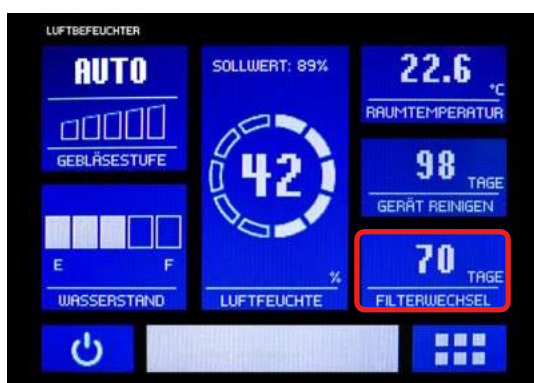 LUFTBEFEUCHTER
AUTO
GEBLÄSESTUFE
E F
WASSERSTAND
SOLLWERT: 89%
42
%
LUFTFEUCHTE
22.6 °C
RAUMTEMPERATUR
98 TAGE
GERÄT REINIGEN
70 TAGE
FILTERWECHSEL